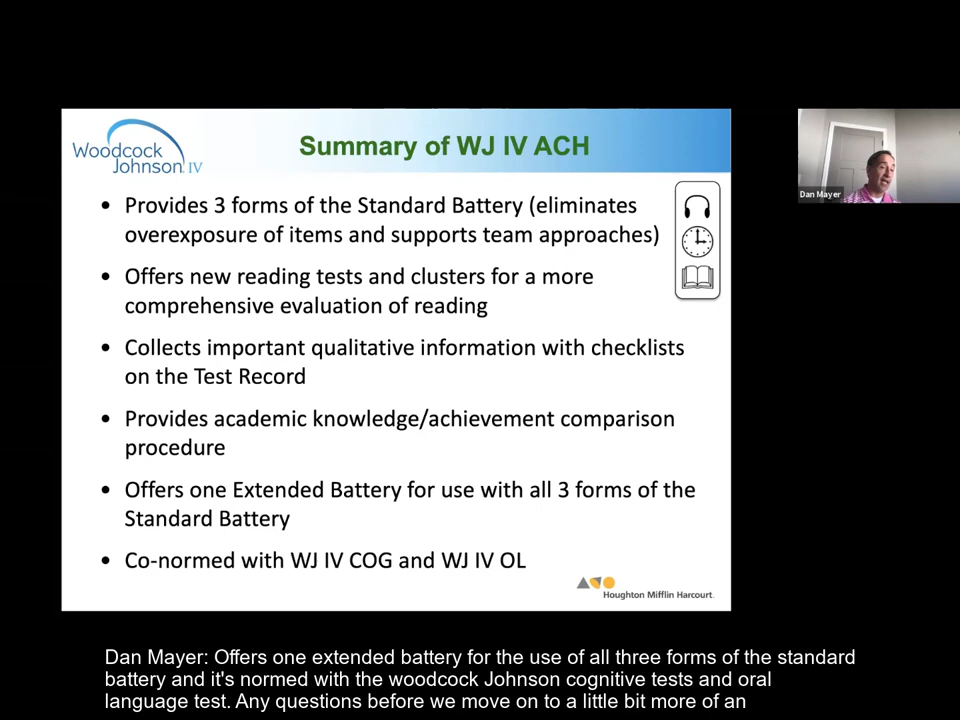 Woodcock
Johnson IV
Summary of WJ IV ACH
Dan Mayer
• Provides 3 forms of the Standard Battery (eliminates
overexposure of items and supports team approaches)
• Offers new reading tests and clusters for a more
comprehensive evaluation of reading
• Collects important qualitative information with checklists
on the Test Record
• Provides academic knowledge/achievement comparison
procedure
• Offers one Extended Battery for use with all 3 forms of the
Standard Battery
• Co-normed with WJ IV COG and WJ IV OL
Houghton Mifflin Harcourt.
Dan Mayer: Offers one extended battery for the use of all three forms of the standard
battery and it's normed with the woodcock Johnson cognitive tests and oral
language test. Any questions before we move on to a little bit more of an